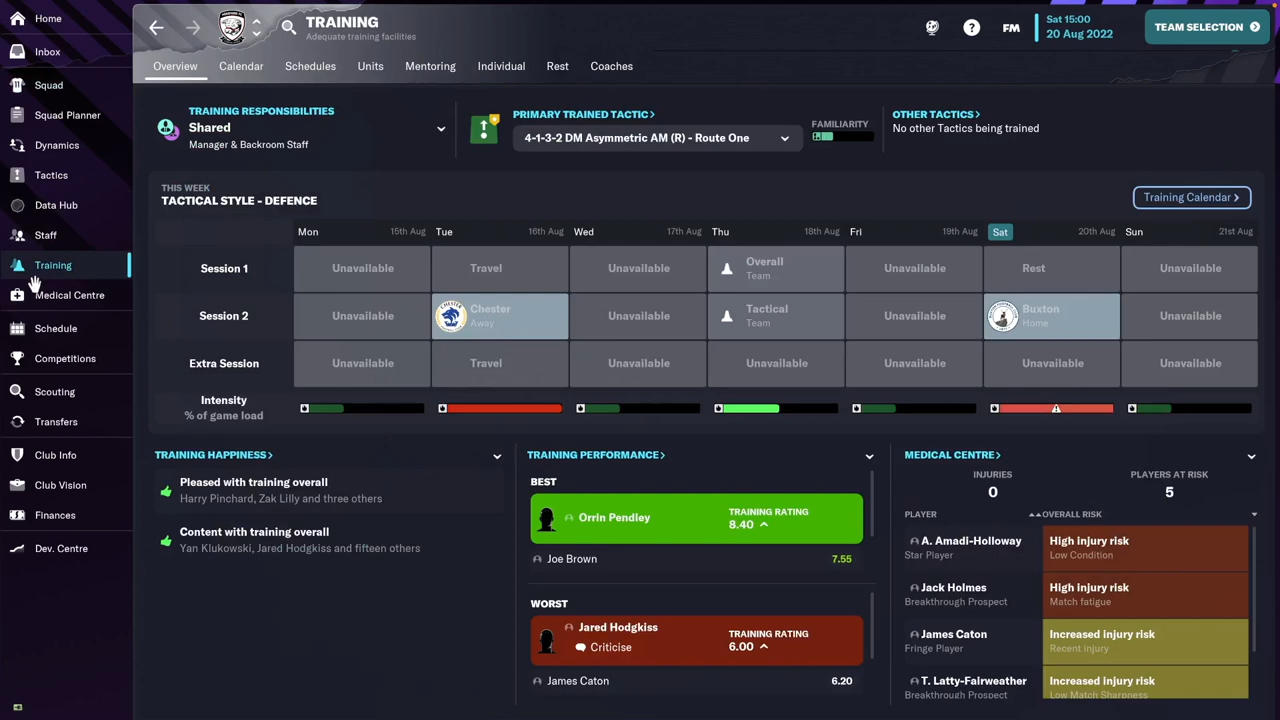 Home
Inbox
Squad
Squad Planner
Dynamics
Tactics
Data Hub
Staff
Training
Medical Centre
Schedule
Competitions
Scouting
Transfers
Club Info
Club Vision
Finances
Dev. Centre
TRAINING
Adequate training facilities
FM
Sat 15:00
20 Aug 2022
TEAM SELECTION
Overview Calendar Schedules Units Mentoring Individual Rest Coaches
TRAINING RESPONSIBILITIES
Shared
Manager & Backroom Staff
PRIMARY TRAINED TACTIC >
4-1-3-2 DM Asymmetric AM (R) - Route One
FAMILIARITY
OTHER TACTICS >
No other Tactics being trained
THIS WEEK
TACTICAL STYLE - DEFENCE
Training Calendar >
Mon 15th Aug Tue 16th Aug Wed 17th Aug Thu 18th Aug Fri 19th Aug Sat 20th Aug Sun 21st Aug
Session 1 Unavailable Travel Unavailable Overall Team Unavailable Rest Unavailable
Session 2 Unavailable Chester Away Unavailable Tactical Team Unavailable Buxton Home Unavailable
Extra Session Unavailable Travel Unavailable Unavailable Unavailable Unavailable Unavailable
Intensity
% of game load
TRAINING HAPPINESS >
Pleased with training overall
Harry Pinchard, Zak Lilly and three others
Content with training overall
Yan Klukowski, Jared Hodgkiss and fifteen others
TRAINING PERFORMANCE >
BEST
Orrin Pendley
TRAINING RATING
8.40
Joe Brown 7.55
WORST
Jared Hodgkiss
Criticise
TRAINING RATING
6.00
James Caton 6.20
MEDICAL CENTRE >
INJURIES
0
PLAYERS AT RISK
5
PLAYER OVERALL RISK
A. Amadi-Holloway
Star Player
High injury risk
Low Condition
Jack Holmes
Breakthrough Prospect
High injury risk
Match fatigue
James Caton
Fringe Player
Increased injury risk
Recent injury
T. Latty-Fairweather
Breakthrough Prospect
Increased injury risk
Low Match Sharpness